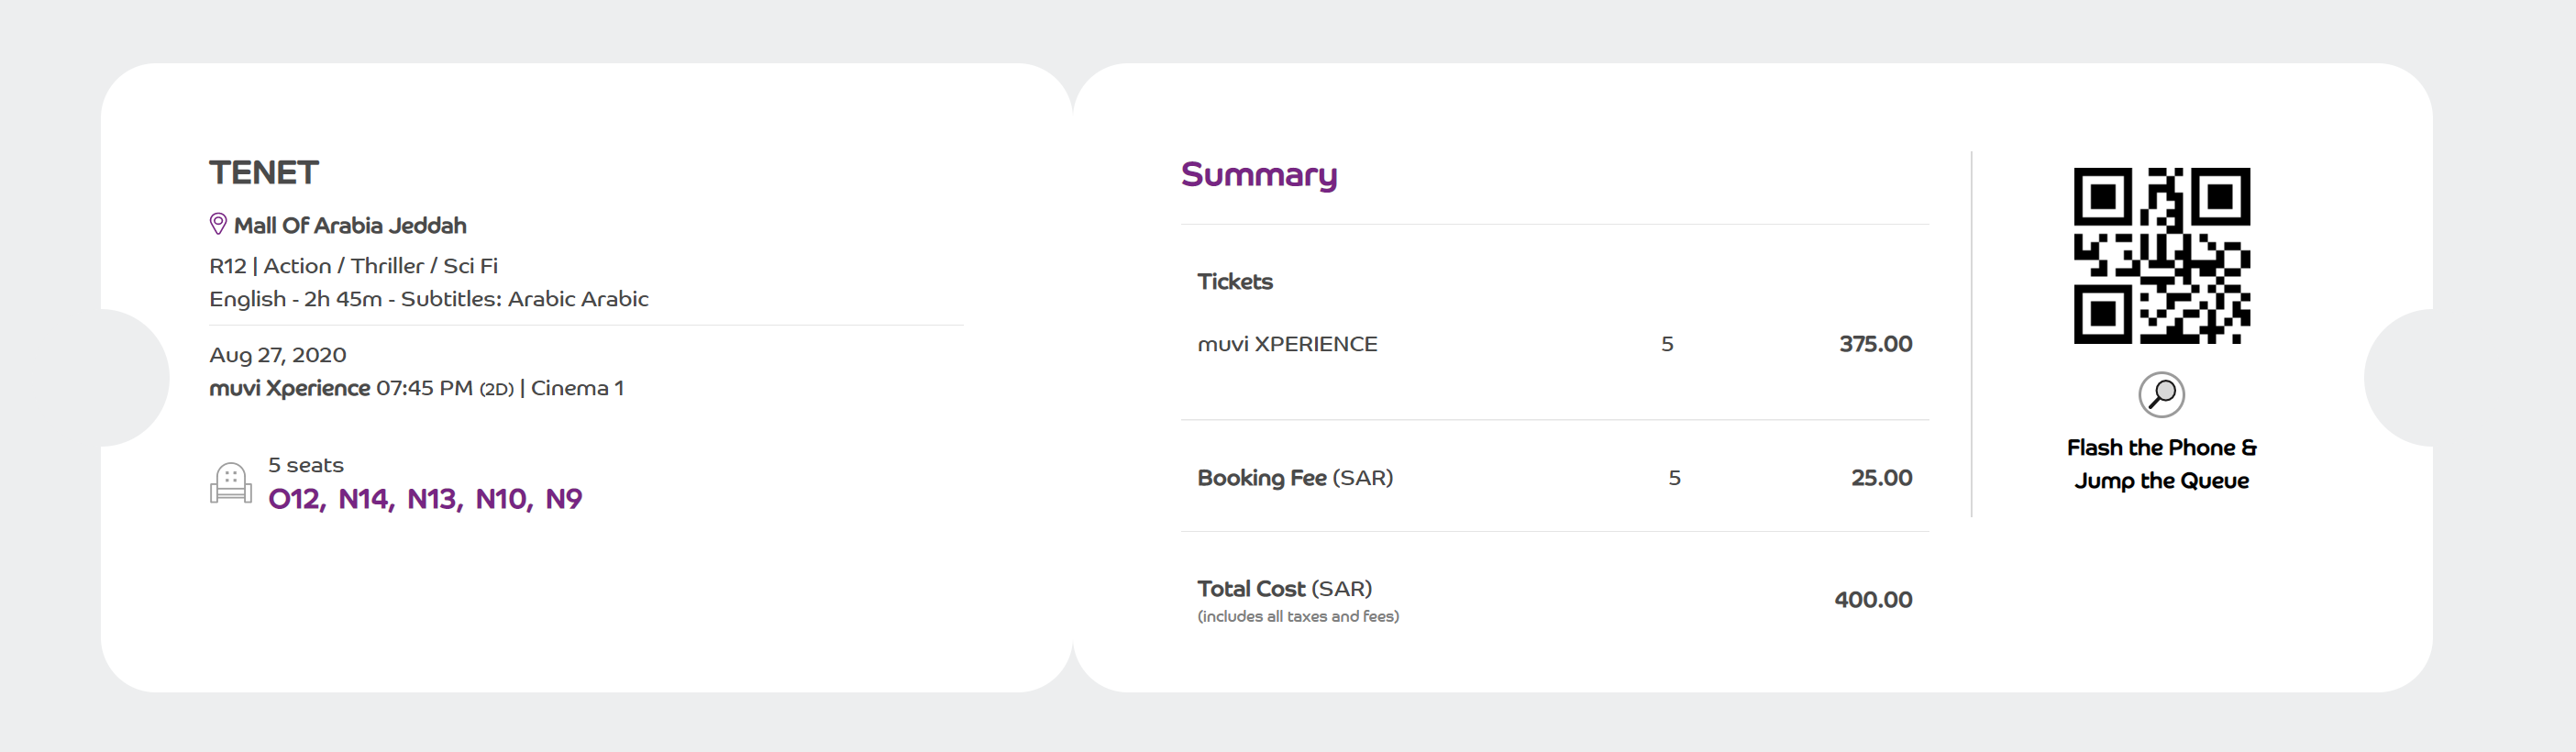 TENET
Mall Of Arabia Jeddah
R12 | Action / Thriller / Sci Fi
English - 2h 45m - Subtitles: Arabic Arabic
Aug 27, 2020
muvi Xperience 07:45 PM (2D) | Cinema 1
5 seats
O12, N14, N13, N10, N9
Summary
Tickets
muvi XPERIENCE 5 375.00
Booking Fee (SAR) 5 25.00
Total Cost (SAR) 400.00
(includes all taxes and fees)
Flash the Phone &
Jump the Queue